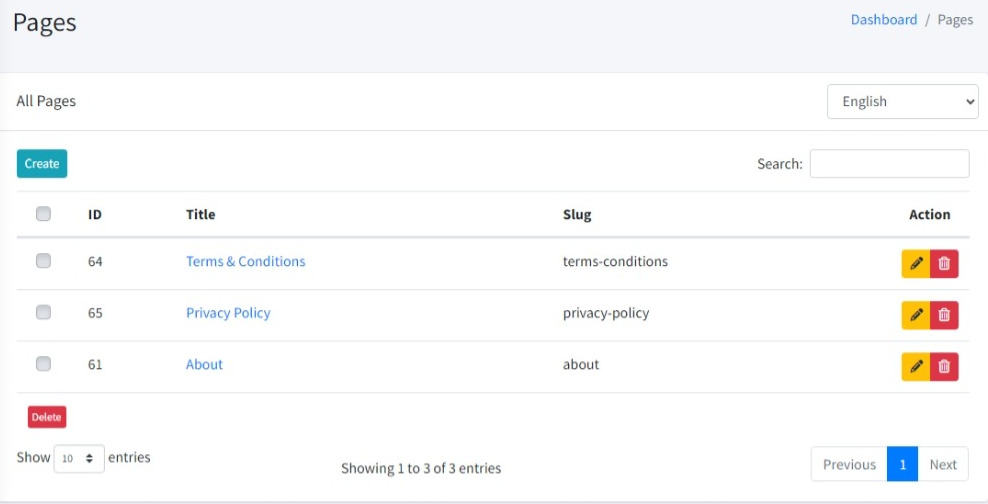 Pages
Dashboard / Pages
All Pages
English
Create
Search:
ID Title Slug Action
64 Terms & Conditions terms-conditions
65 Privacy Policy privacy-policy
61 About about
Delete
Show 10 entries
Showing 1 to 3 of 3 entries
Previous 1 Next